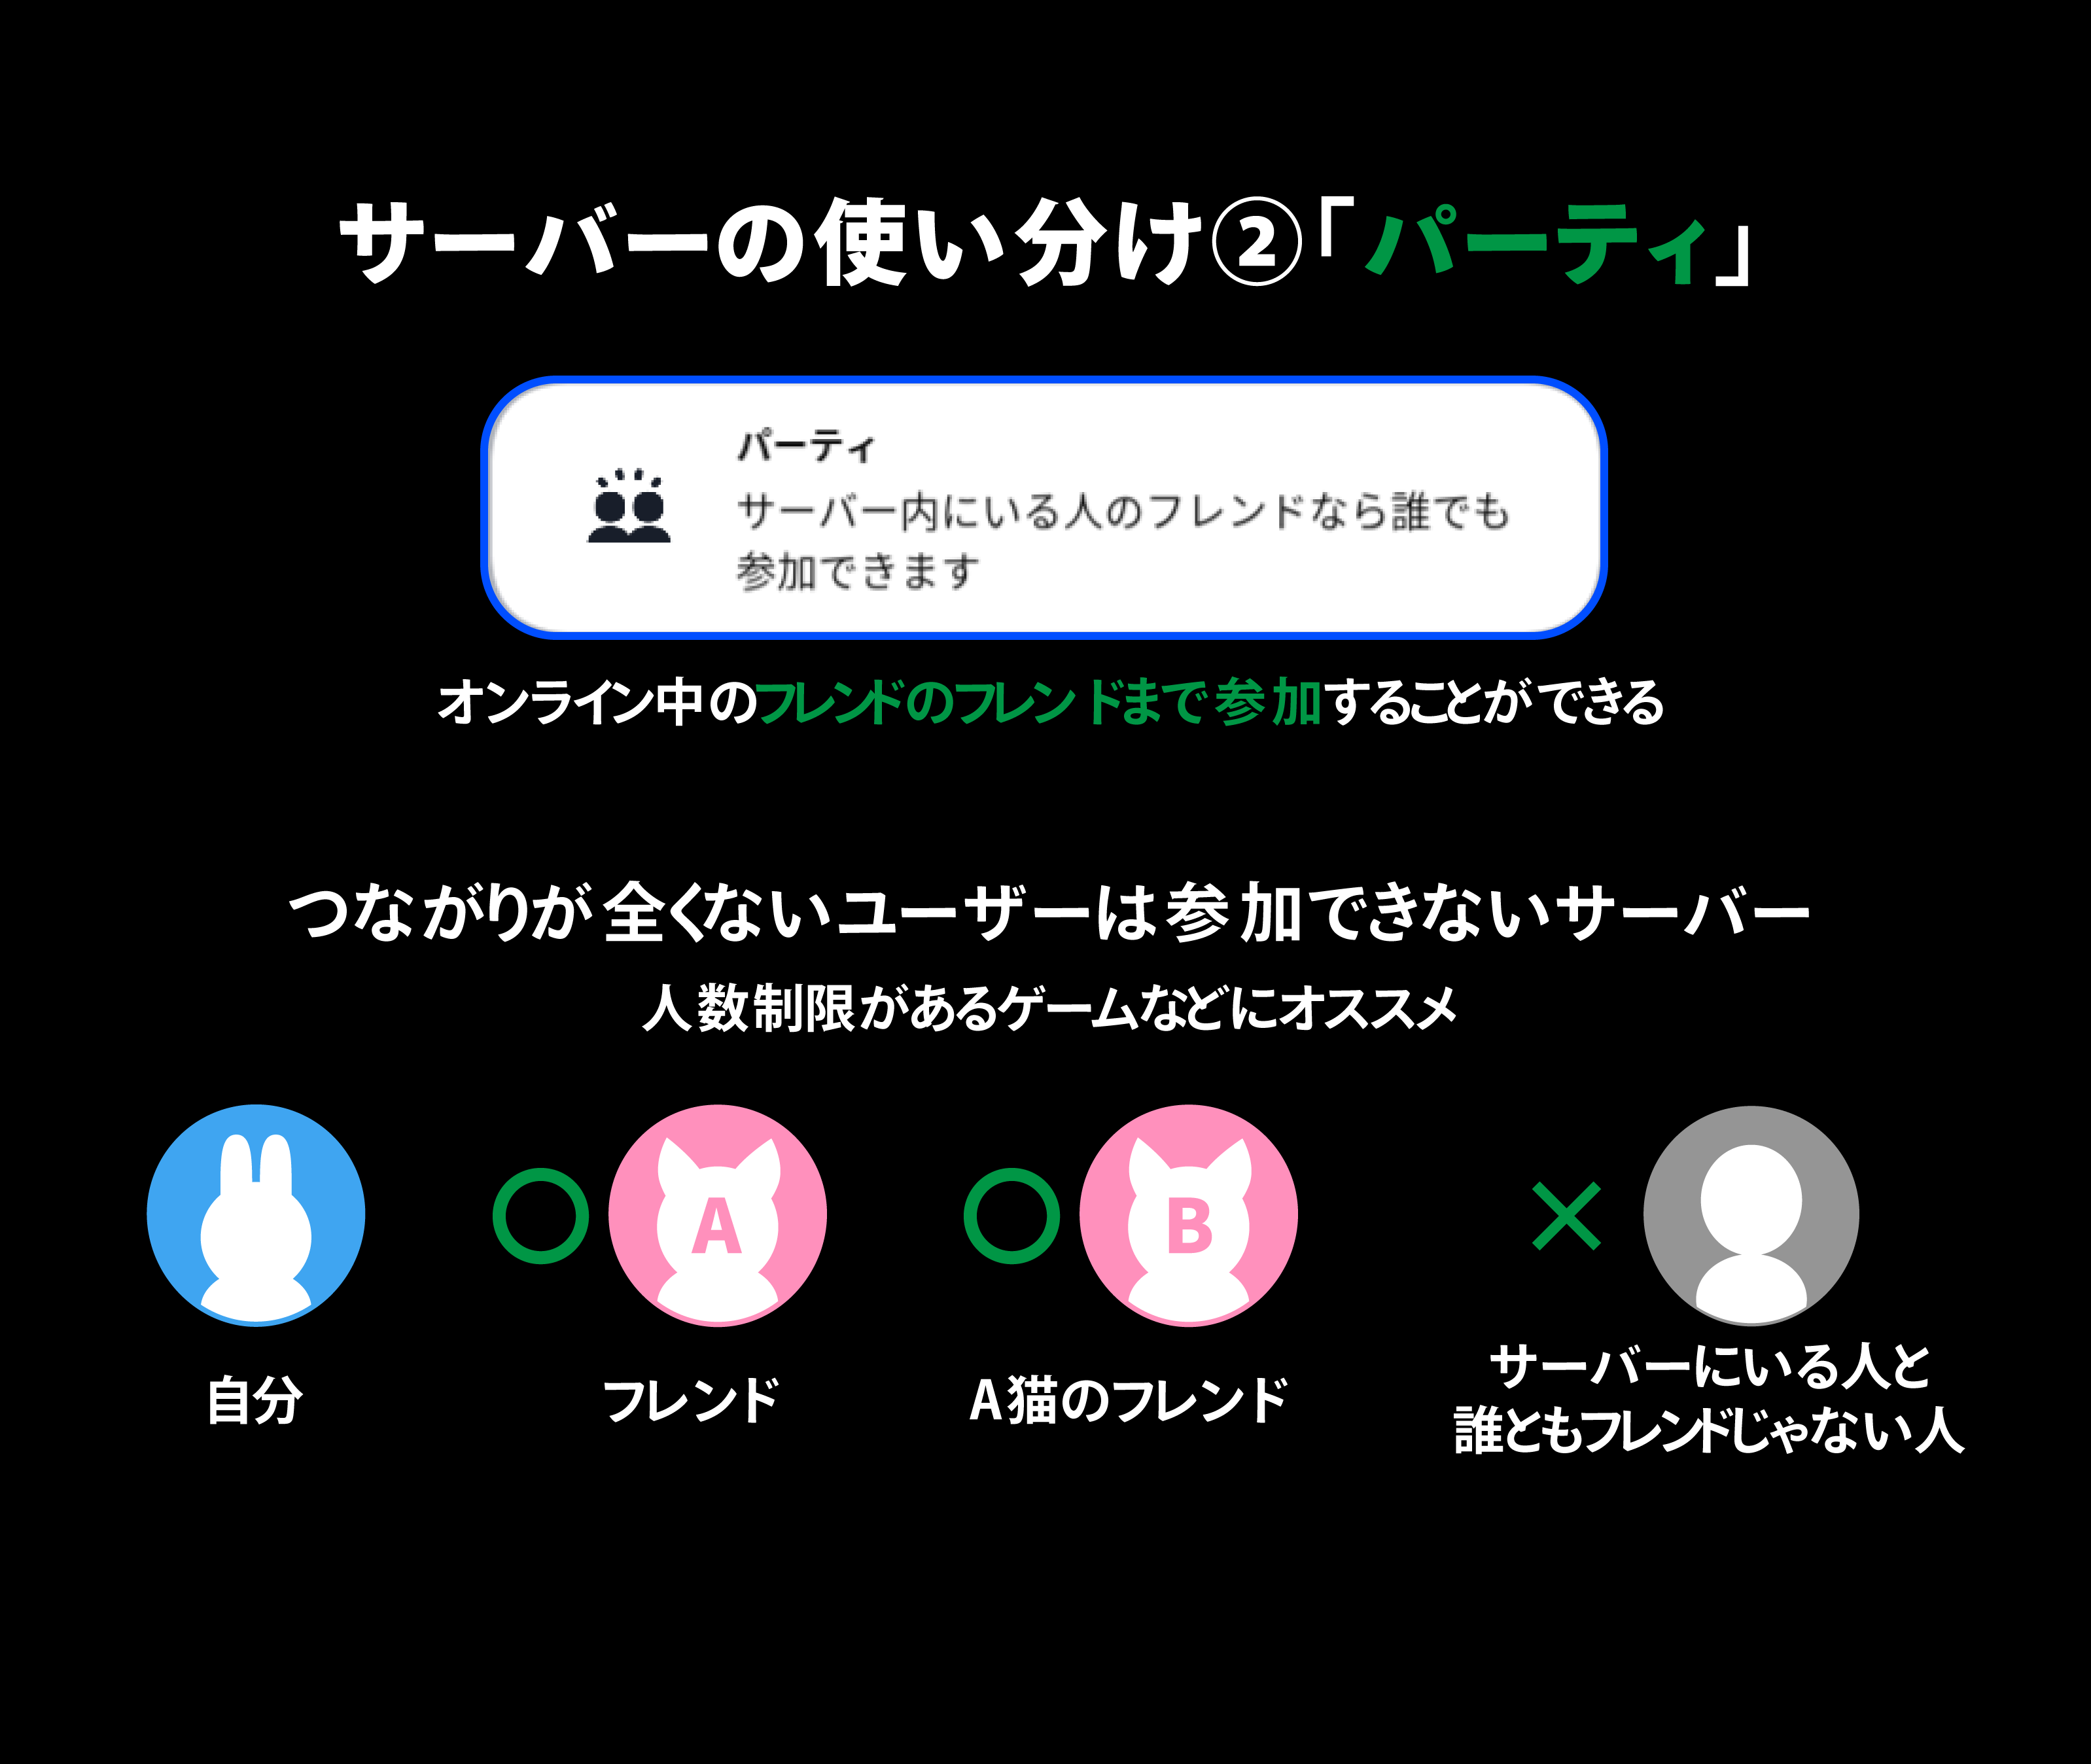 サーバーの使い分け②「パーティ」
パーティ
サーバー内にいる人のフレンドなら誰でも
参加できます
オンライン中のフレンドのフレンドまで参加することができる
つながりが全くないユーザーは参加できないサーバー
人数制限があるゲームなどにオススメ
A
B
自分
フレンド
A猫のフレンド
サーバーにいる人と
誰ともフレンドじゃない人